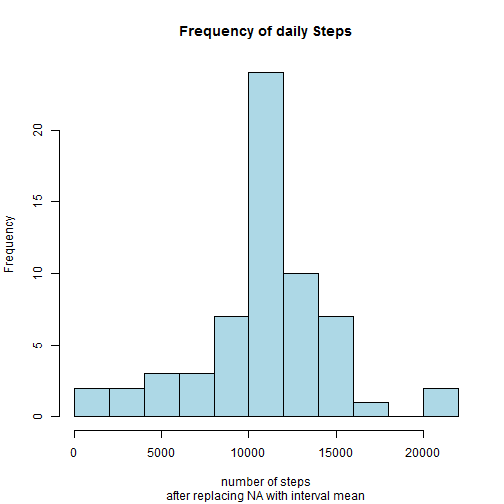 Frequency of daily Steps
Frequency
20
15
10
5
0
0 5000 10000 15000 20000
number of steps
after replacing NA with interval mean